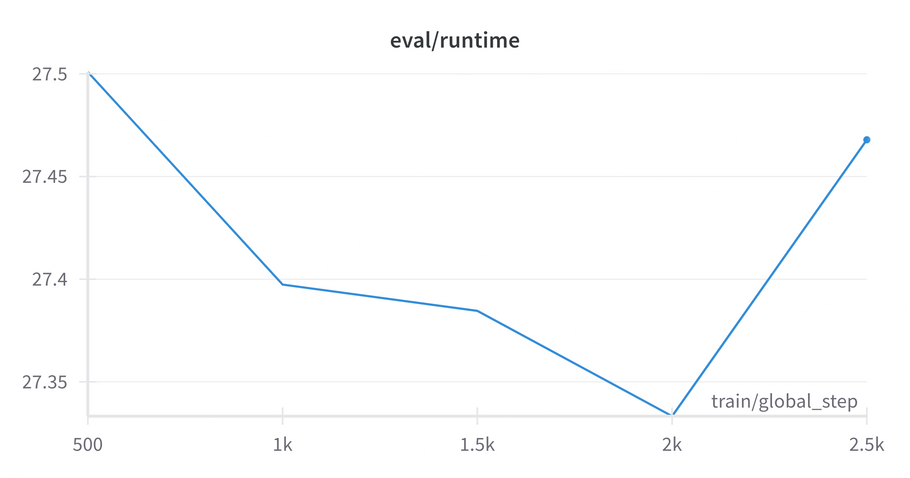 eval/runtime
27.5
27.45
27.4
27.35
train/global_step
500 1k 1.5k 2k 2.5k